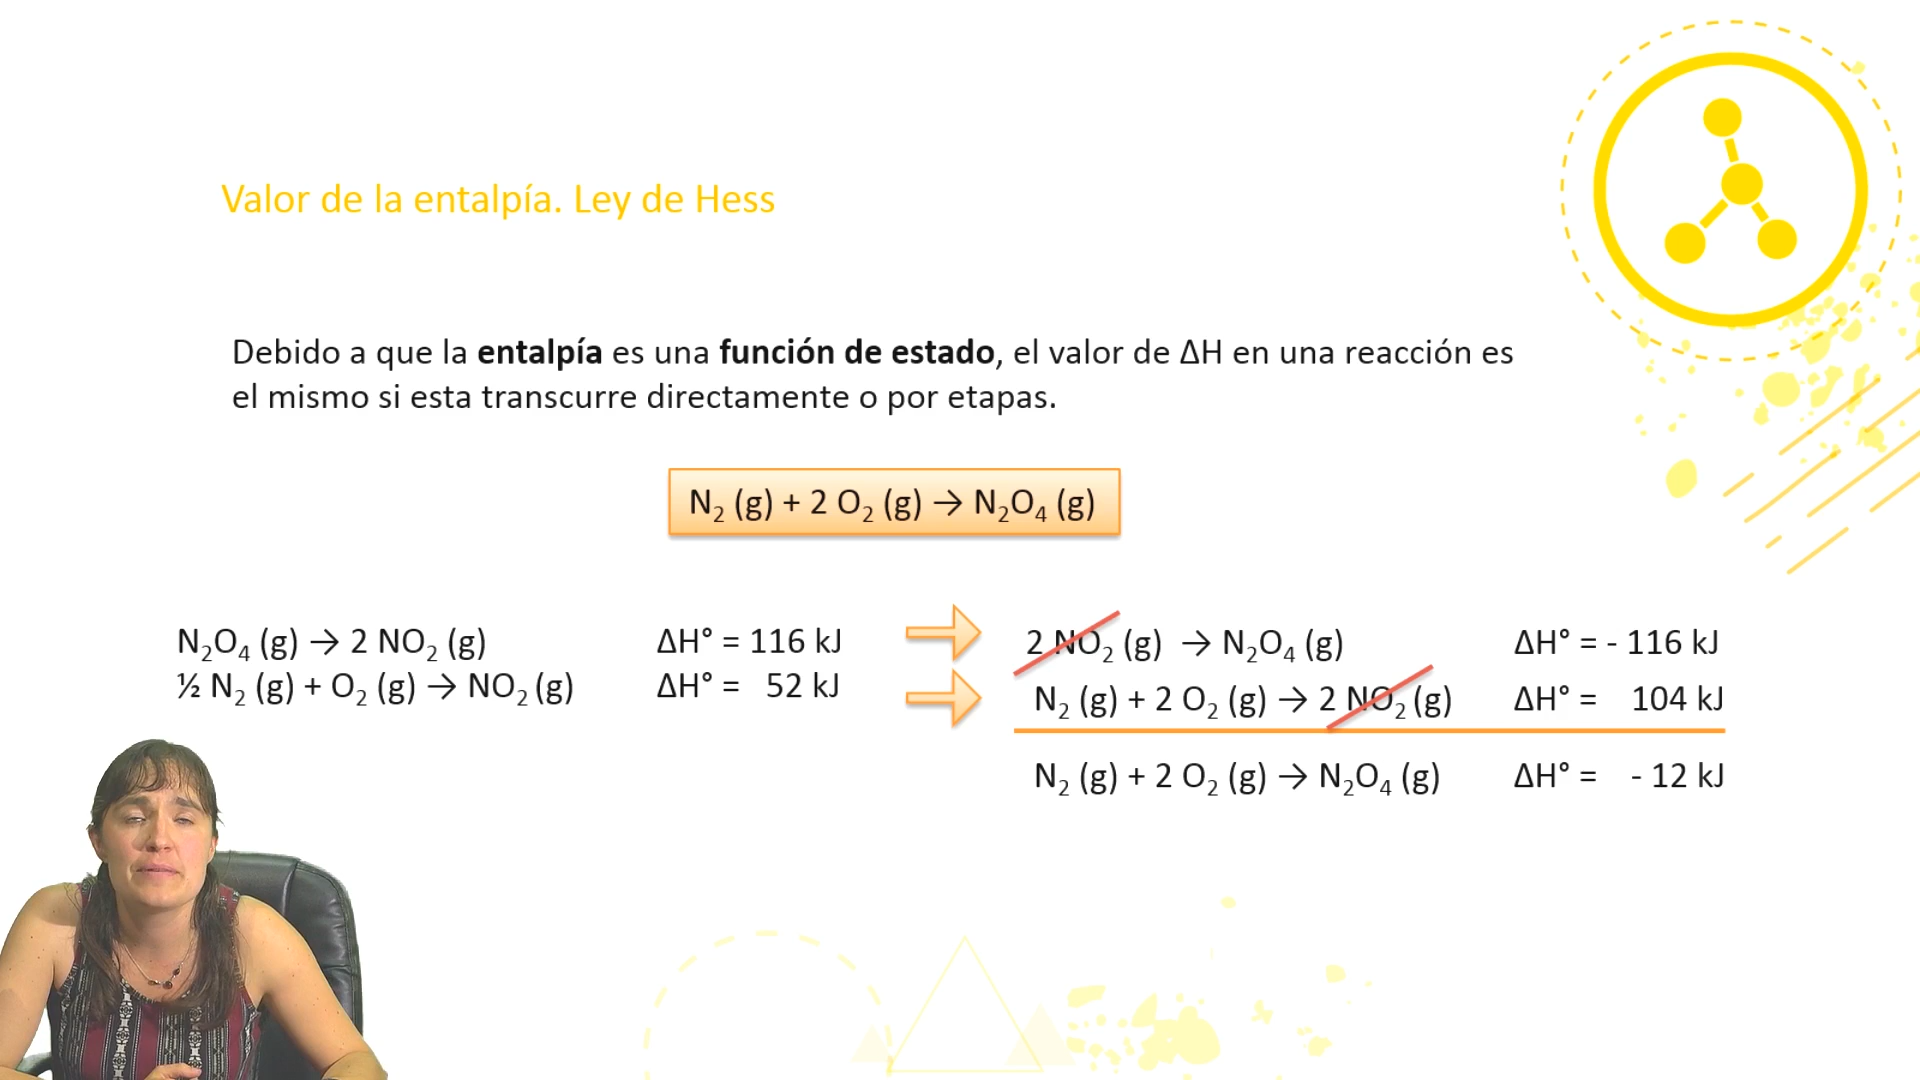 Valor de la entalpía. Ley de Hess
Debido a que la entalpía es una función de estado, el valor de ΔH en una reacción es
el mismo si esta transcurre directamente o por etapas.
N₂ (g) + 2 O₂ (g) → N₂O₄ (g)
N₂O₄ (g) → 2 NO₂ (g) ΔH° = 116 kJ
½ N₂ (g) + O₂ (g) → NO₂ (g) ΔH° = 52 kJ
2 NO₂ (g) → N₂O₄ (g) ΔH° = - 116 kJ
N₂ (g) + 2 O₂ (g) → 2 NO₂ (g) ΔH° = 104 kJ
N₂ (g) + 2 O₂ (g) → N₂O₄ (g) ΔH° = - 12 kJ